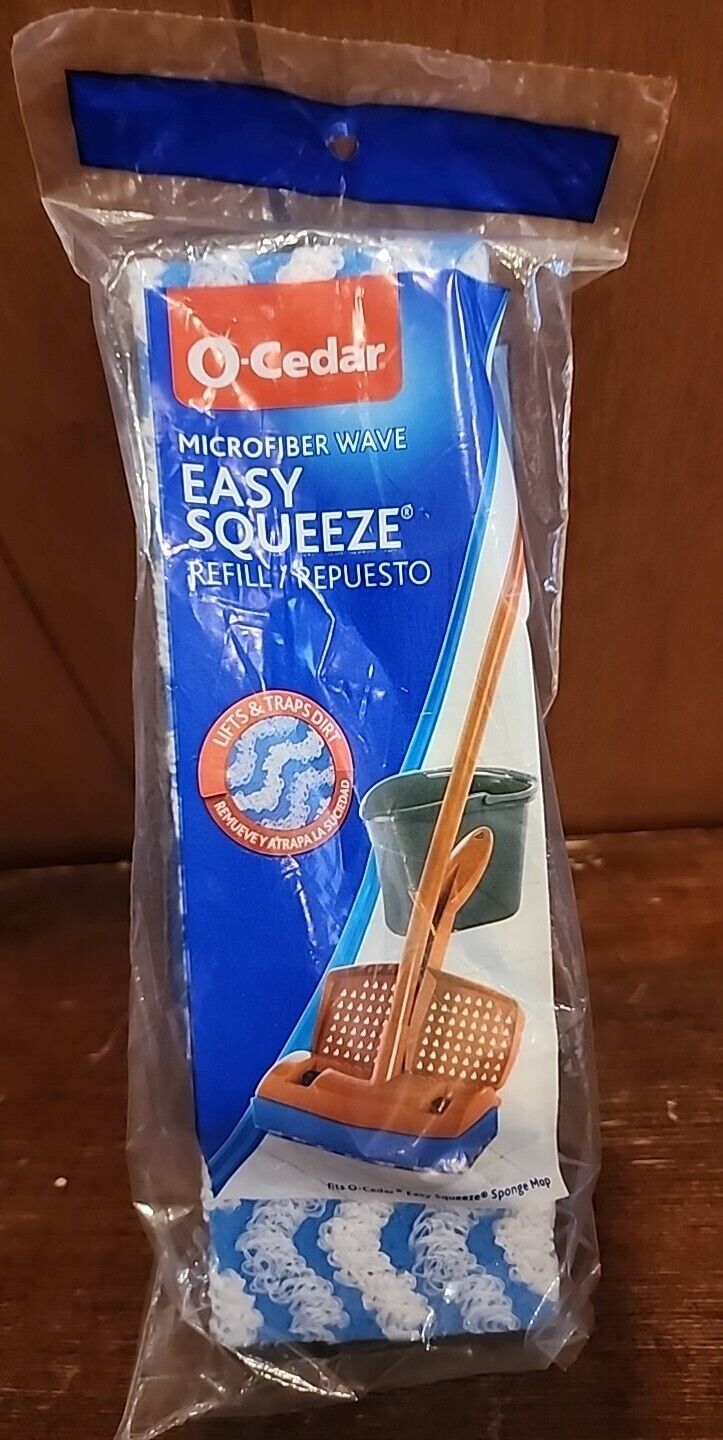 O-Cedar
MICROFIBER WAVE
EASY
SQUEEZE®
REFILL / REPUESTO
LIFTS & TRAPS DIRT
REMUEVE Y ATRAPA LA SUCIEDAD
fits O-Cedar® Easy Squeeze® Sponge Mop